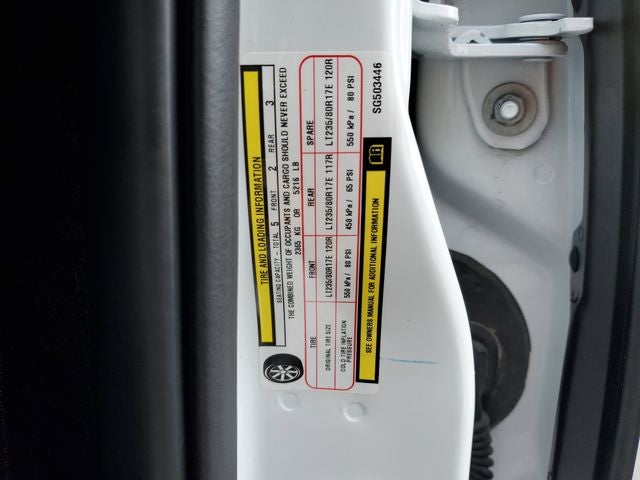 TIRE AND LOADING INFORMATION
SEATING CAPACITY - TOTAL 5 FRONT 2 REAR 3
THE COMBINED WEIGHT OF OCCUPANTS AND CARGO SHOULD NEVER EXCEED
2365 KG OR 5216 LB
TIRE FRONT REAR SPARE
ORIGINAL TIRE SIZE LT235/80R17E 120R LT235/80R17E 117R LT235/80R17E 120R
COLD TIRE INFLATION PRESSURE 550 kPa / 80 PSI 450 kPa / 65 PSI 550 kPa / 80 PSI
SEE OWNERS MANUAL FOR ADDITIONAL INFORMATION
SG503446